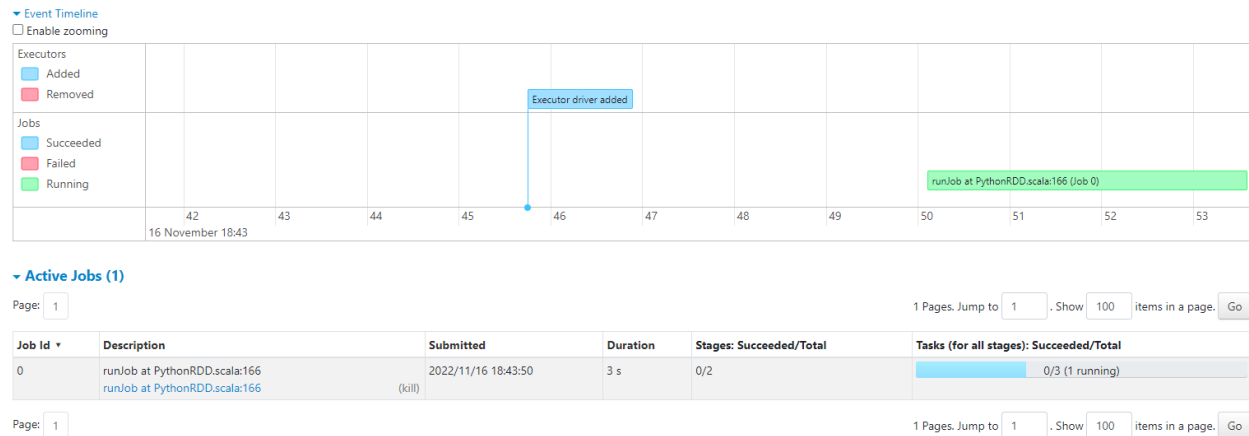 Event Timeline
Enable zooming
Executors
Added
Removed
Executor driver added
Jobs
Succeeded
Failed
Running
runJob at PythonRDD.scala:166 (Job 0)
42 43 44 45 46 47 48 49 50 51 52 53
16 November 18:43
Active Jobs (1)
Page: 1 1 Pages. Jump to 1 . Show 100 items in a page. Go
Job Id ▾ Description Submitted Duration Stages: Succeeded/Total Tasks (for all stages): Succeeded/Total
0 runJob at PythonRDD.scala:166 2022/11/16 18:43:50 3 s 0/2 0/3 (1 running)
runJob at PythonRDD.scala:166 (kill)
Page: 1 1 Pages. Jump to 1 . Show 100 items in a page. Go